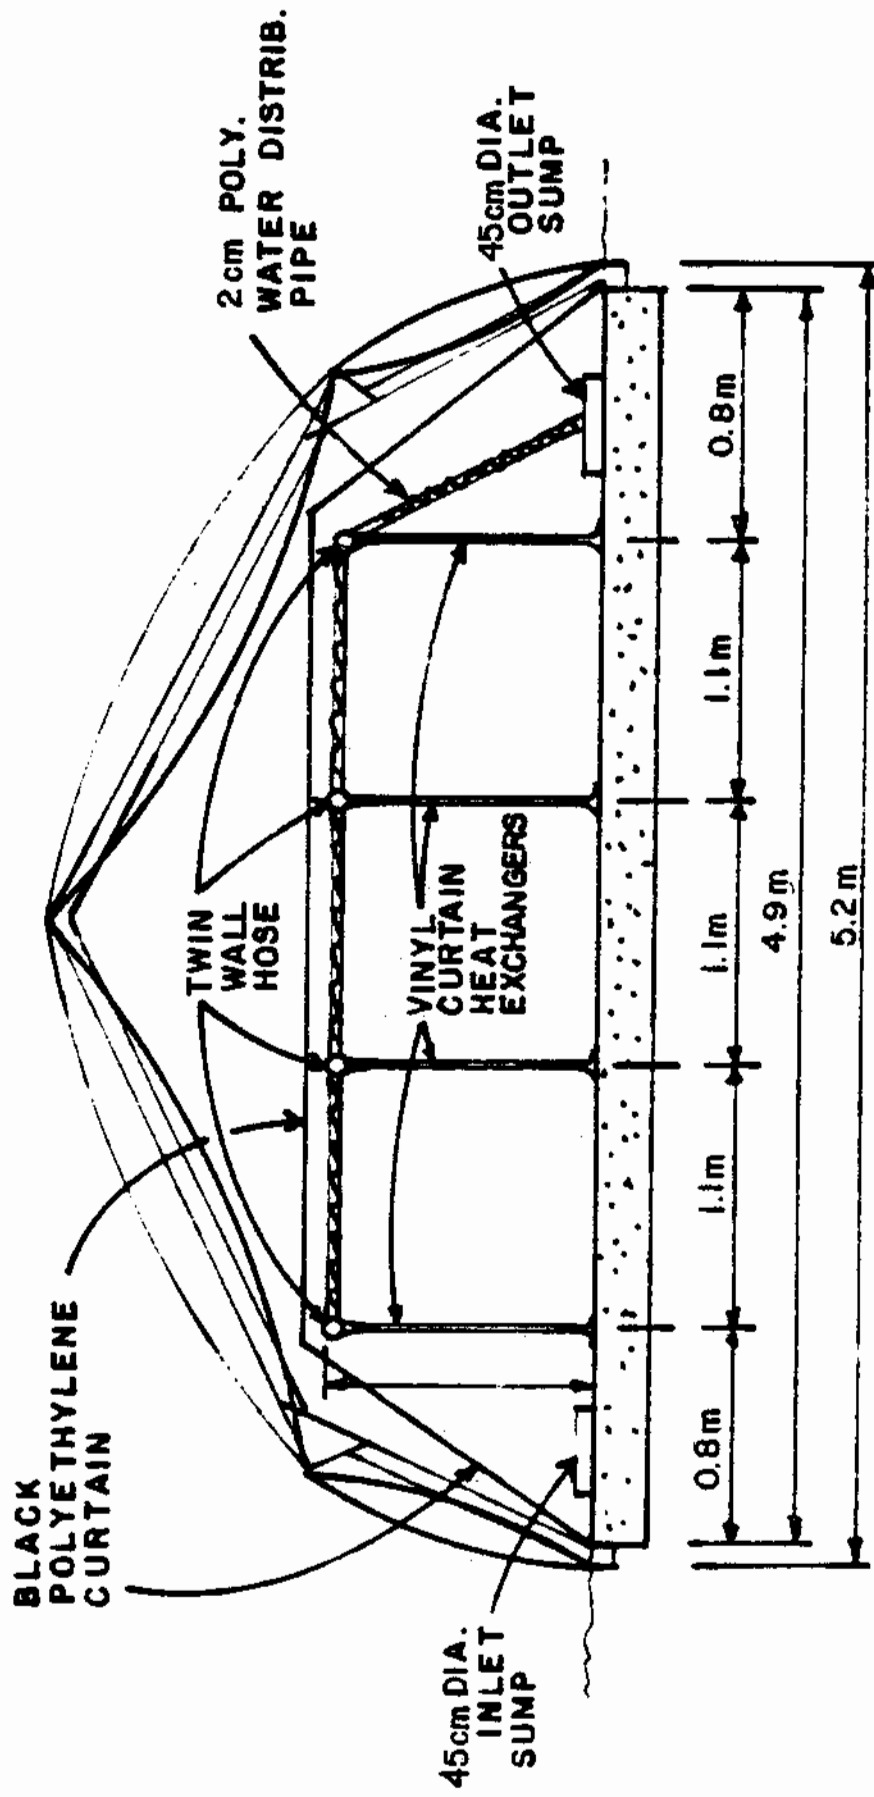 2cm POLY.
WATER DISTRIB.
PIPE
BLACK
POLYETHYLENE
CURTAIN
TWIN
WALL
HOSE
45cm DIA.
OUTLET
SUMP
VINYL
CURTAIN
HEAT
EXCHANGERS
45cm DIA.
INLET
SUMP
0.8m
1.1m
1.1m
1.1m
0.8m
4.9m
5.2m